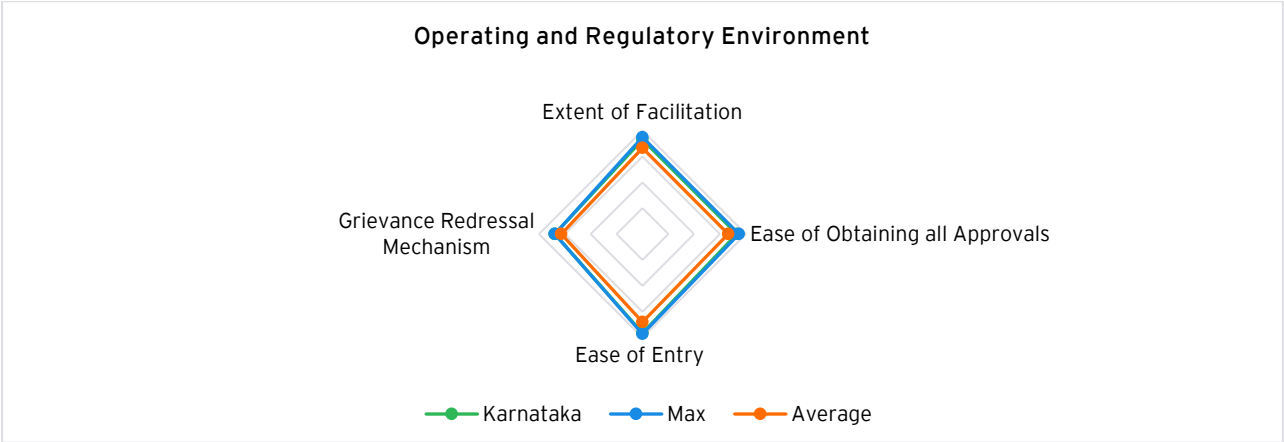 Operating and Regulatory Environment
Extent of Facilitation
Grievance Redressal
Mechanism
Ease of Obtaining all Approvals
Ease of Entry
Karnataka Max Average